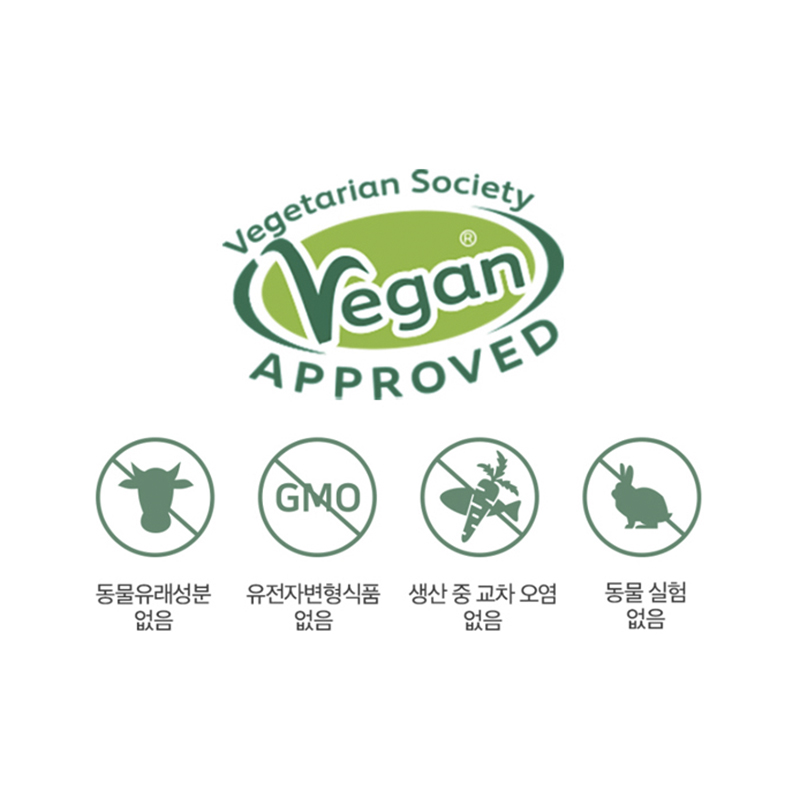 Vegetarian Society
Vegan®
APPROVED
GMO
동물유래성분
없음
유전자변형식품
없음
생산 중 교차 오염
없음
동물 실험
없음